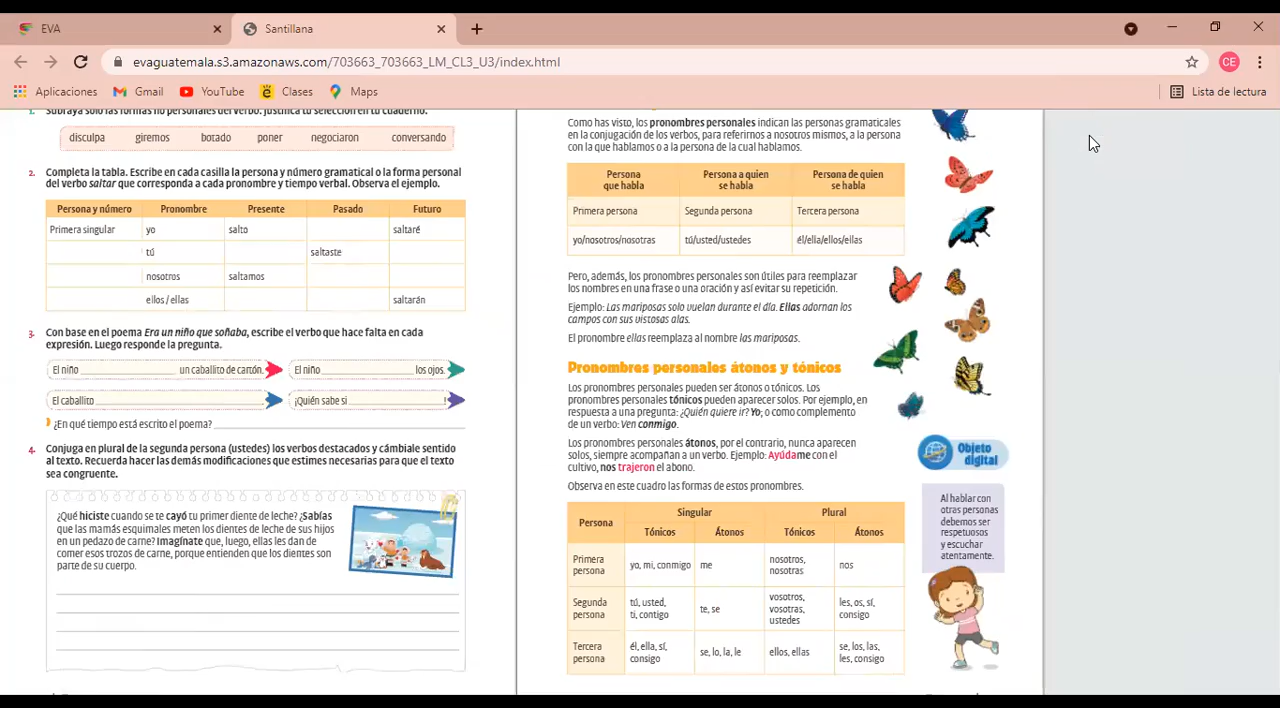 EVA
Santillana
evaguatemala.s3.amazonaws.com/703663_703663_LM_CL3_U3/index.html
CE
Aplicaciones
Gmail
YouTube
Clases
Maps
Lista de lectura
1. Subraya solo las formas no personales del verbo. Justifica tu selección en tu cuaderno.
disculpa giremos botado poner negociaron conversando
2. Completa la tabla. Escribe en cada casilla la persona y número gramatical o la forma personal
del verbo saltar que corresponda a cada pronombre y tiempo verbal. Observa el ejemplo.
Persona y número Pronombre Presente Pasado Futuro
Primera singular yo salto saltaré
tú saltaste
nosotros saltamos
ellos / ellas saltarán
3. Con base en el poema Era un niño que soñaba, escribe el verbo que hace falta en cada
expresión. Luego responde la pregunta.
El niño ____ un caballito de cartón. El niño ____ los ojos.
El caballito ____ ¡Quién sabe si ____ !
¿En qué tiempo está escrito el poema? ____
4. Conjuga en plural de la segunda persona (ustedes) los verbos destacados y cámbiale sentido
al texto. Recuerda hacer las demás modificaciones que estimes necesarias para que el texto
sea congruente.
¿Qué hiciste cuando se te cayó tu primer diente de leche? ¿Sabías
que las mamás esquimales meten los dientes de leche de sus hijos
en un pedazo de carne? Imagínate que, luego, ellas les dan de
comer esos trozos de carne, porque entienden que los dientes son
parte de su cuerpo.
Como has visto, los pronombres personales indican las personas gramaticales
en la conjugación de los verbos, para referirnos a nosotros mismos, a la persona
con la que hablamos o a la persona de la cual hablamos.
Persona que habla Persona a quien se habla Persona de quien se habla
Primera persona Segunda persona Tercera persona
yo/nosotros/nosotras tú/usted/ustedes él/ella/ellos/ellas
Pero, además, los pronombres personales son útiles para reemplazar
los nombres en una frase o una oración y así evitar su repetición.
Ejemplo: Las mariposas solo vuelan durante el día. Ellas adornan los
campos con sus vistosas alas.
El pronombre ellas reemplaza al nombre las mariposas.
Pronombres personales átonos y tónicos
Los pronombres personales pueden ser átonos o tónicos. Los
pronombres personales tónicos pueden aparecer solos. Por ejemplo, en
respuesta a una pregunta: ¿Quién quiere ir? Yo; o como complemento
de un verbo: Ven conmigo.
Los pronombres personales átonos, por el contrario, nunca aparecen
solos, siempre acompañan a un verbo. Ejemplo: Ayúdame con el
cultivo, nos trajeron el abono.
Observa en este cuadro las formas de estos pronombres.
Persona Singular Plural
Tónicos Átonos Tónicos Átonos
Primera persona yo, mi, conmigo me nosotros, nosotras nos
Segunda persona tú, usted, ti, contigo te, se vosotros, vosotras, ustedes les, os, sí, consigo
Tercera persona él, ella, sí, consigo se, lo, la, le ellos, ellas se, los, las, les, consigo
Objeto
digital
Al hablar con
otras personas
debemos ser
respetuosos
y escuchar
atentamente.